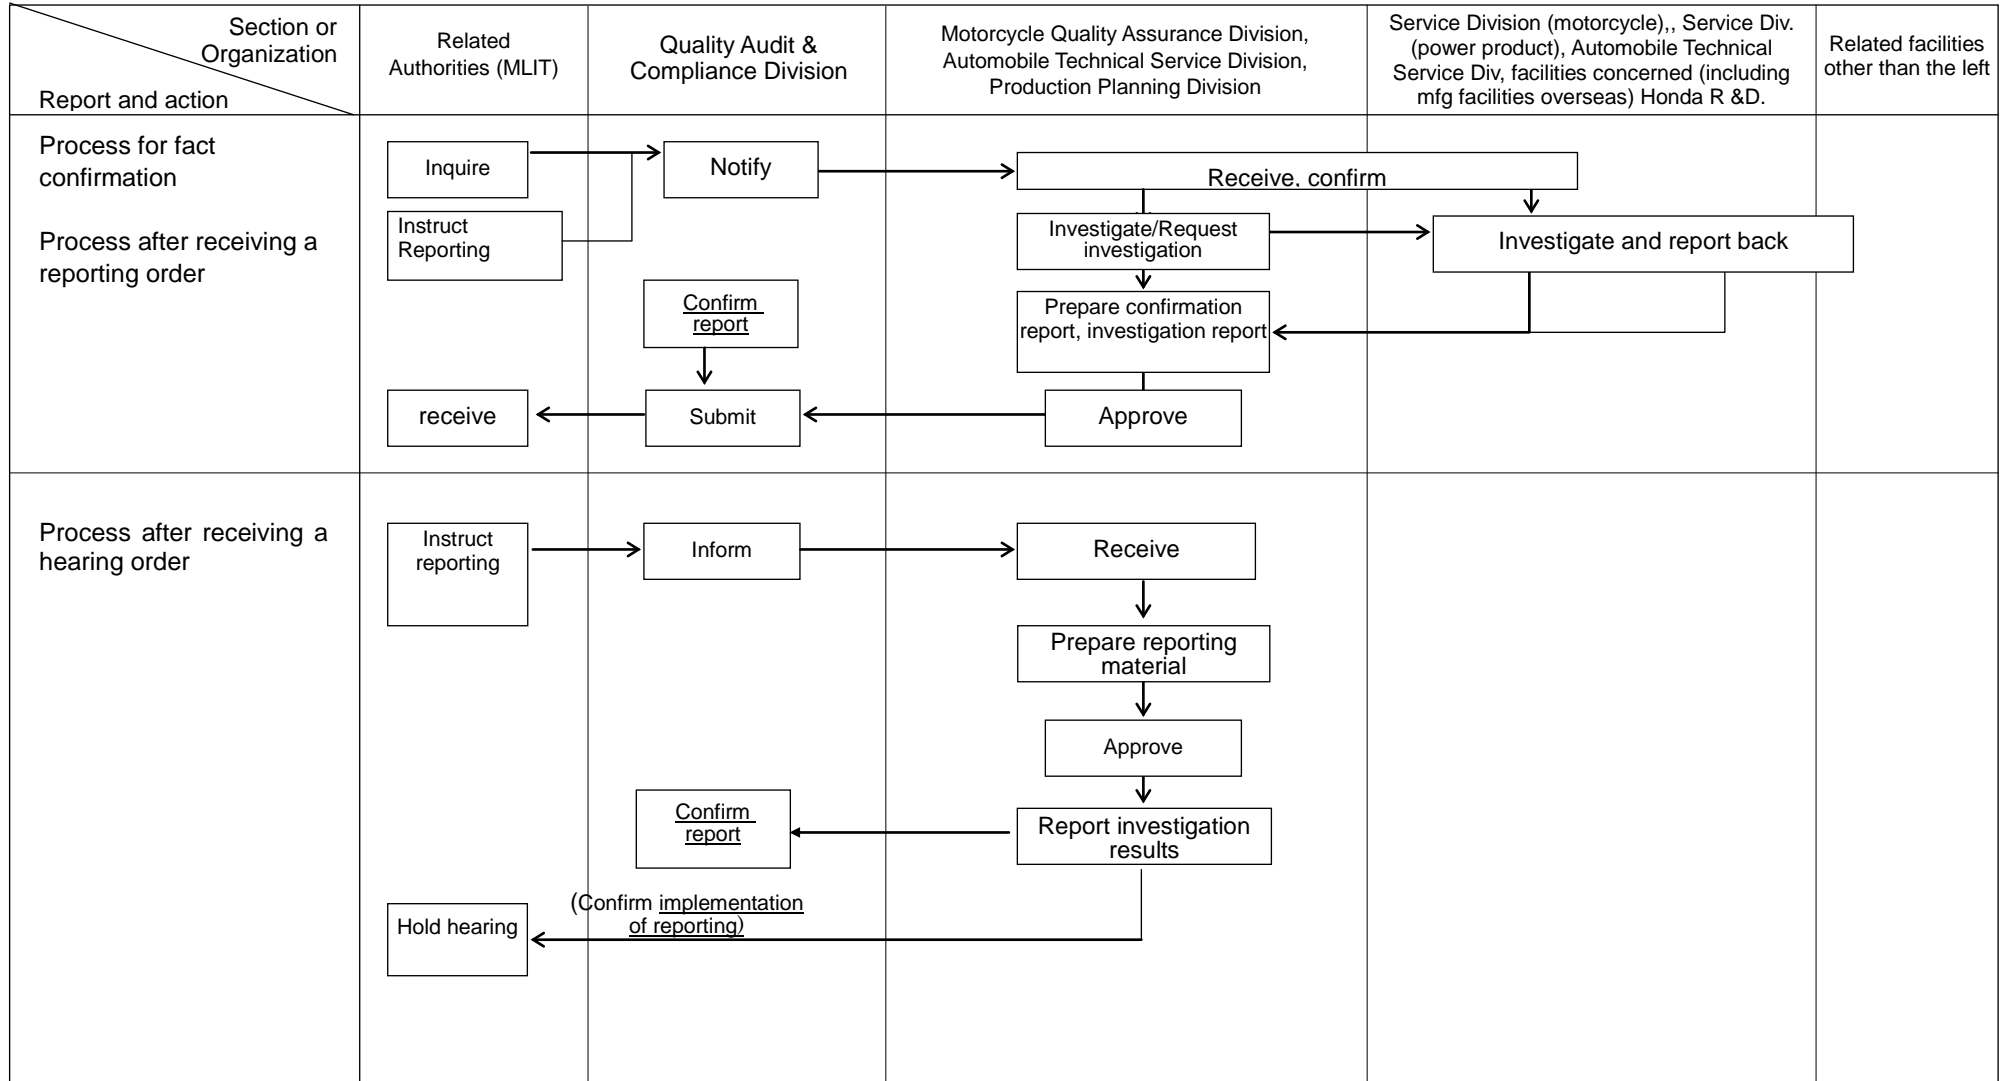 Section or
Organization
Report and action
Related
Authorities (MLIT)
Quality Audit &
Compliance Division
Motorcycle Quality Assurance Division,
Automobile Technical Service Division,
Production Planning Division
Service Division (motorcycle),, Service Div.
(power product), Automobile Technical
Service Div, facilities concerned (including
mfg facilities overseas) Honda R &D.
Related facilities
other than the left
Process for fact
confirmation
Process after receiving a
reporting order
Inquire
Notify
Receive, confirm
Instruct
Reporting
Investigate/Request
investigation
Investigate and report back
Confirm
report
Prepare confirmation
report, investigation report
receive
Submit
Approve
Process after receiving a
hearing order
Instruct
reporting
Inform
Receive
Prepare reporting
material
Approve
Confirm
report
Report investigation
results
(Confirm implementation
of reporting)
Hold hearing